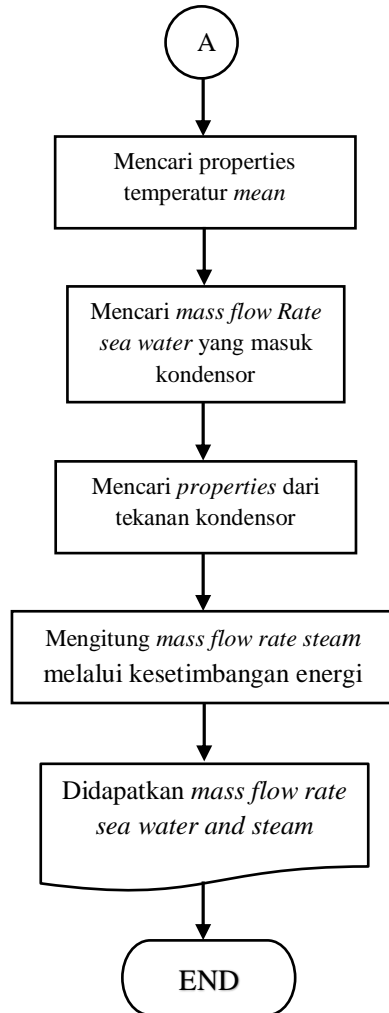 A
Mencari properties
temperatur mean
Mencari mass flow Rate
sea water yang masuk
kondensor
Mencari properties dari
tekanan kondensor
Mengitung mass flow rate steam
melalui kesetimbangan energi
Didapatkan mass flow rate
sea water and steam
END